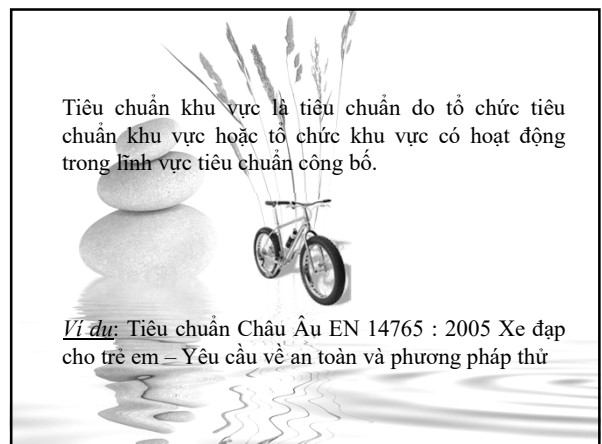 Tiêu chuẩn khu vực là tiêu chuẩn do tổ chức tiêu
chuẩn khu vực hoặc tổ chức khu vực có hoạt động
trong lĩnh vực tiêu chuẩn công bố.
Ví dụ: Tiêu chuẩn Châu Âu EN 14765 : 2005 Xe đạp
cho trẻ em – Yêu cầu về an toàn và phương pháp thử